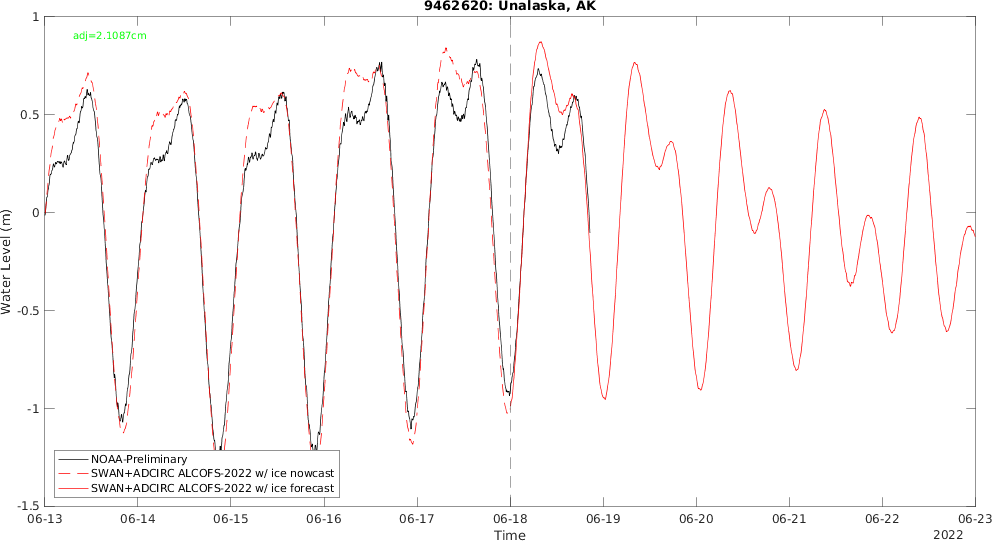 9462620: Unalaska, AK
adj=2.1087cm
1
0.5
0
-0.5
-1
-1.5
Water Level (m)
NOAA-Preliminary
SWAN+ADCIRC ALCOFS-2022 w/ ice nowcast
SWAN+ADCIRC ALCOFS-2022 w/ ice forecast
06-13 06-14 06-15 06-16 06-17 06-18 06-19 06-20 06-21 06-22 06-23
Time
2022